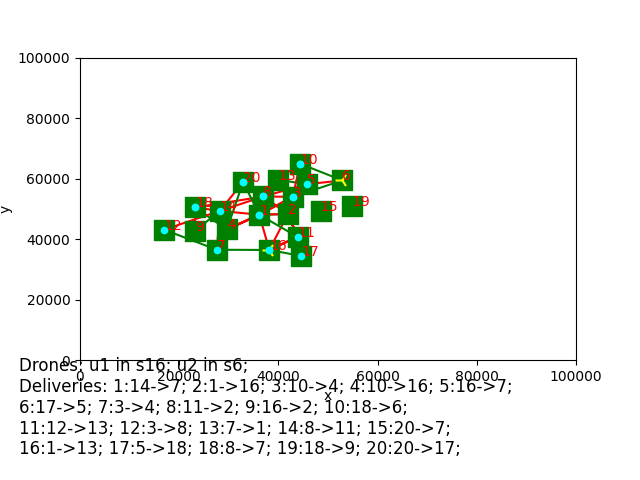 100000
80000
60000
40000
20000
0
0 20000 40000 60000 80000 100000
y
x
Drones: u1 in s16; u2 in s6;
Deliveries: 1:14->7; 2:1->16; 3:10->4; 4:10->16; 5:16->7;
6:17->5; 7:3->4; 8:11->2; 9:16->2; 10:18->6;
11:12->13; 12:3->8; 13:7->1; 14:8->11; 15:20->7;
16:1->13; 17:5->18; 18:8->7; 19:18->9; 20:20->17;